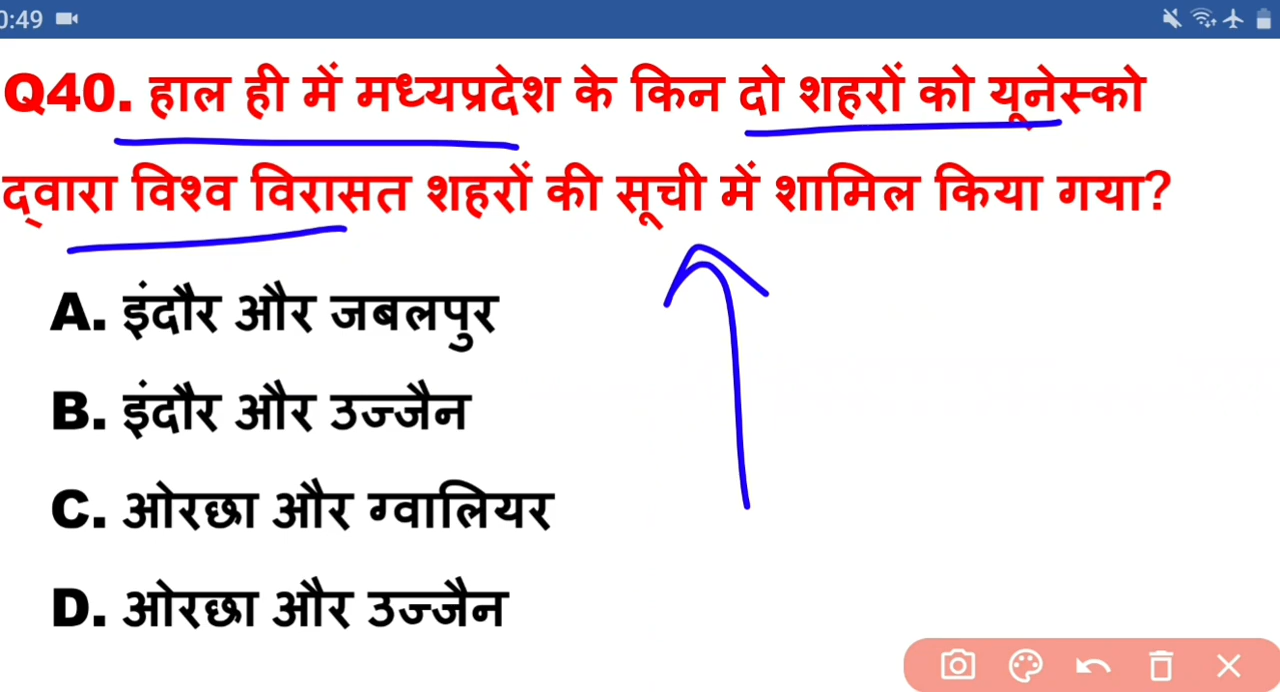 0:49
Q40. हाल ही में मध्यप्रदेश के किन दो शहरों को यूनेस्को
द्वारा विश्व विरासत शहरों की सूची में शामिल किया गया?
A. इंदौर और जबलपुर
B. इंदौर और उज्जैन
C. ओरछा और ग्वालियर
D. ओरछा और उज्जैन